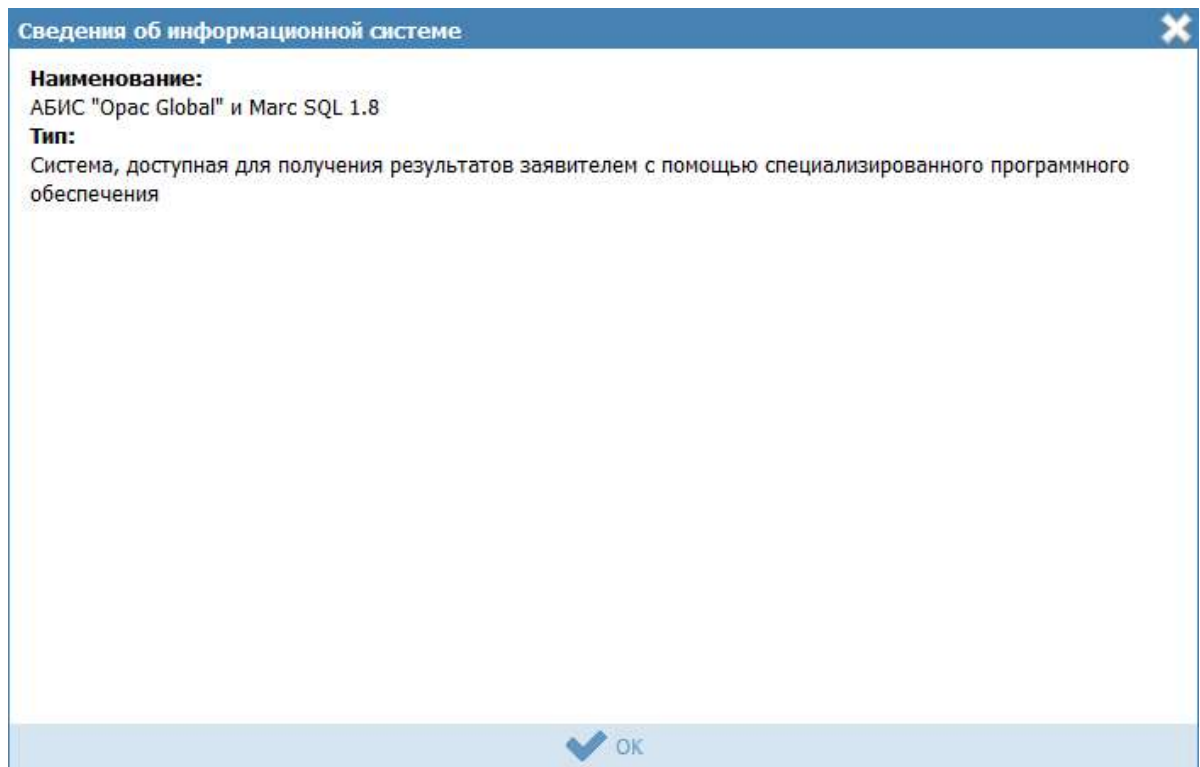 Сведения об информационной системе
Наименование:
АБИС "Opac Global" и Marc SQL 1.8
Тип:
Система, доступная для получения результатов заявителем с помощью специализированного программного
обеспечения
ОК